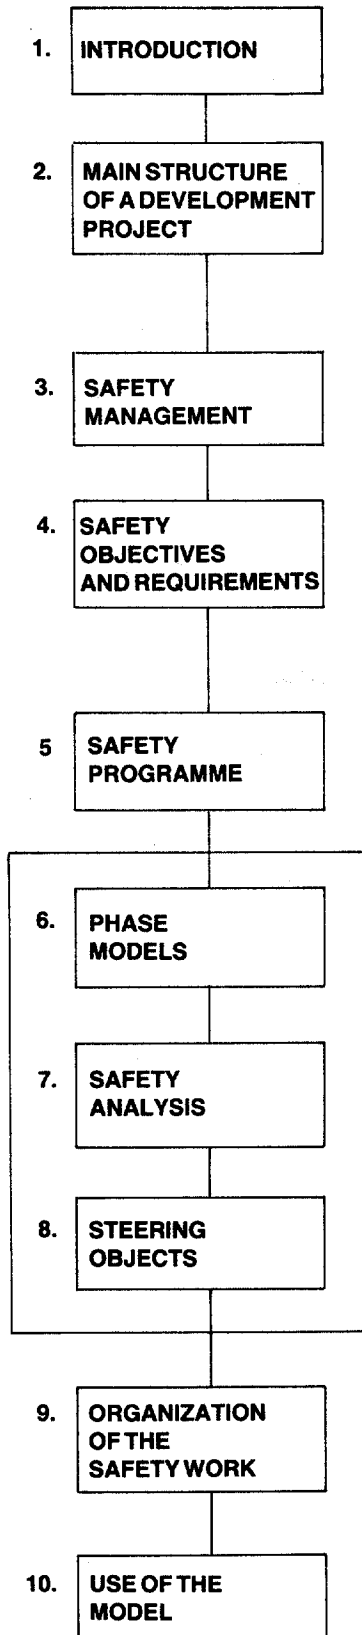 1. INTRODUCTION
2. MAIN STRUCTURE
OF A DEVELOPMENT
PROJECT
3. SAFETY
MANAGEMENT
4. SAFETY
OBJECTIVES
AND REQUIREMENTS
5 SAFETY
PROGRAMME
6. PHASE
MODELS
7. SAFETY
ANALYSIS
8. STEERING
OBJECTS
9. ORGANIZATION
OF THE
SAFETY WORK
10. USE OF THE
MODEL